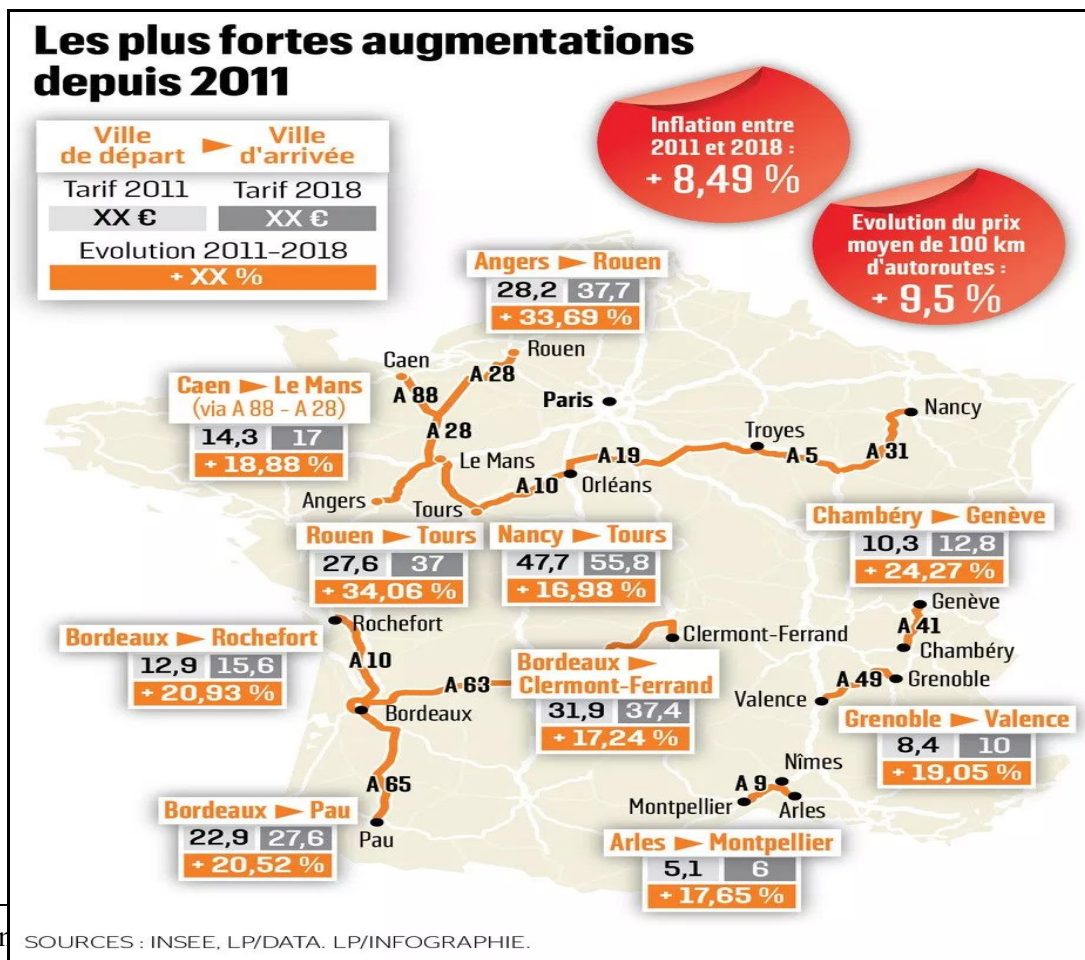 Les plus fortes augmentations
depuis 2011
Ville
de départ
Ville
d'arrivée
Tarif 2011
Tarif 2018
XX €
XX €
Evolution 2011-2018
+ XX %
Inflation entre
2011 et 2018 :
+ 8,49 %
Evolution du prix
moyen de 100 km
d'autoroutes :
+ 9,5 %
Angers ► Rouen
28,2 37,7
+ 33,69 %
Rouen
Caen
A 28
A 88
Caen ► Le Mans
(via A 88 - A 28)
14,3 17
+ 18,88 %
Paris
A 28
Le Mans
Angers
Tours
A 10
Orléans
A 19
Troyes
A 5
A 31
Nancy
Rouen ► Tours
27,6 37
+ 34,06 %
Nancy ► Tours
47,7 55,8
+ 16,98 %
Chambéry ► Genève
10,3 12,8
+ 24,27 %
Genève
A 41
Chambéry
Rochefort
Bordeaux ► Rochefort
12,9 15,6
+ 20,93 %
A 10
A 63
Bordeaux
Clermont-Ferrand
Bordeaux ►
Clermont-Ferrand
31,9 37,4
+ 17,24 %
A 49
Grenoble
Valence
Grenoble ► Valence
8,4 10
+ 19,05 %
A 65
Bordeaux ► Pau
22,9 27,6
+ 20,52 %
Pau
Nîmes
A 9
Montpellier
Arles
Arles ► Montpellier
5,1 6
+ 17,65 %
SOURCES : INSEE, LP/DATA. LP/INFOGRAPHIE.